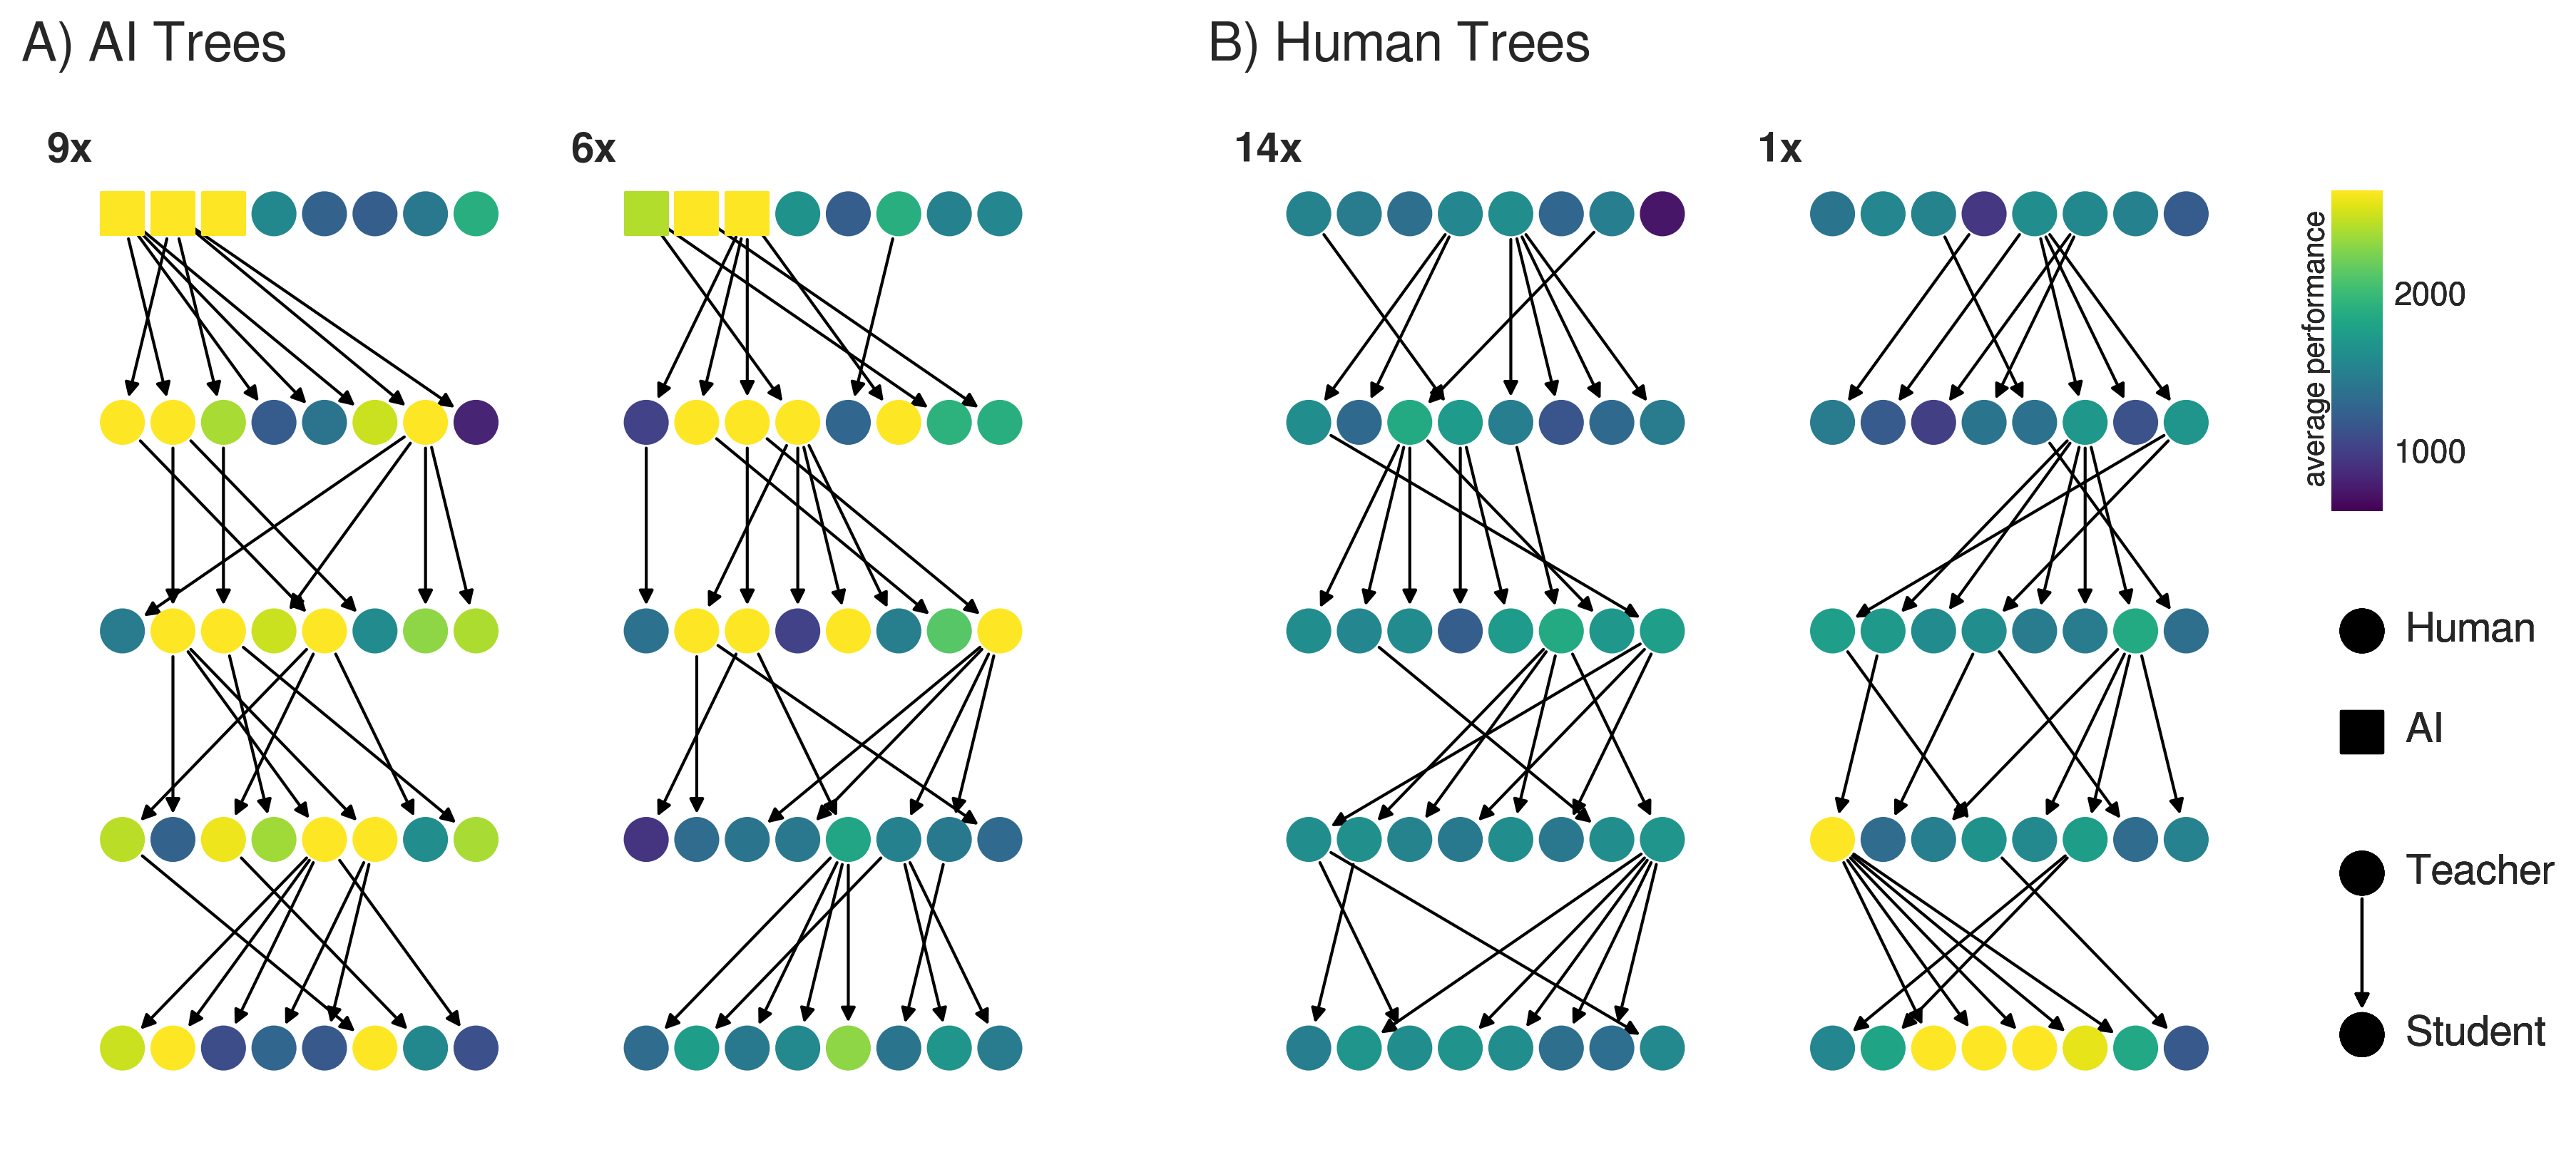 A) AI Trees
B) Human Trees
9x
6x
14x
1x
average performance
2000
1000
Human
AI
Teacher
Student